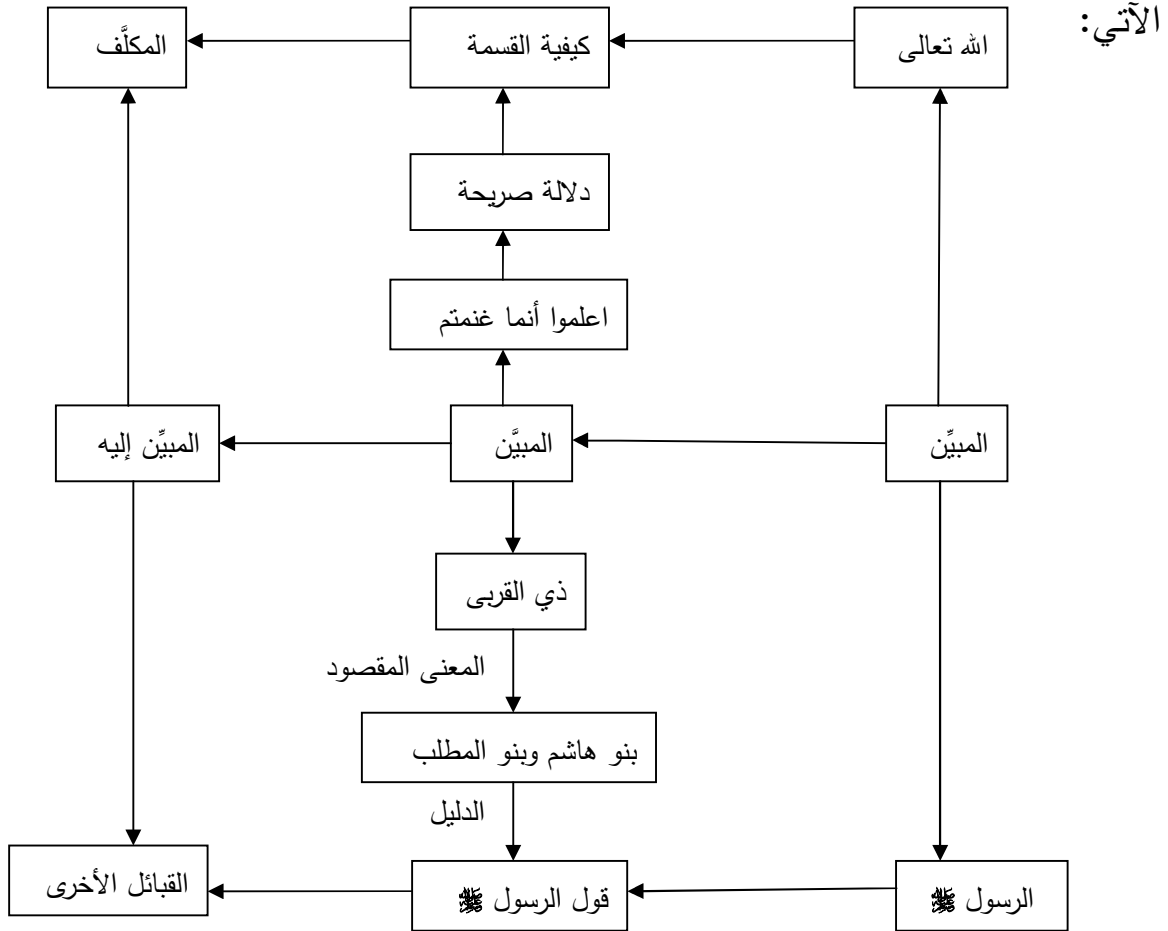 الآتي:
الله تعالى
كيفية القسمة
المكلَّف
دلالة صريحة
اعلموا أنما غنمتم
المبيِّن
المبيَّن
المبيِّن إليه
ذي القربى
المعنى المقصود
بنو هاشم وبنو المطلب
الدليل
الرسول ﷺ
قول الرسول ﷺ
القبائل الأخرى